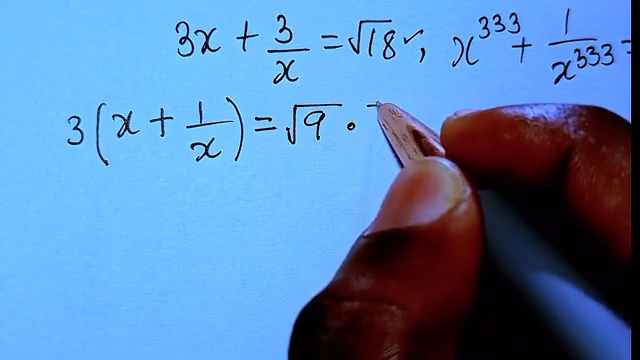 3x + 3/x = √18 ✓, x^333 + 1/x^333 =
3(x + 1/x) = √9 ·